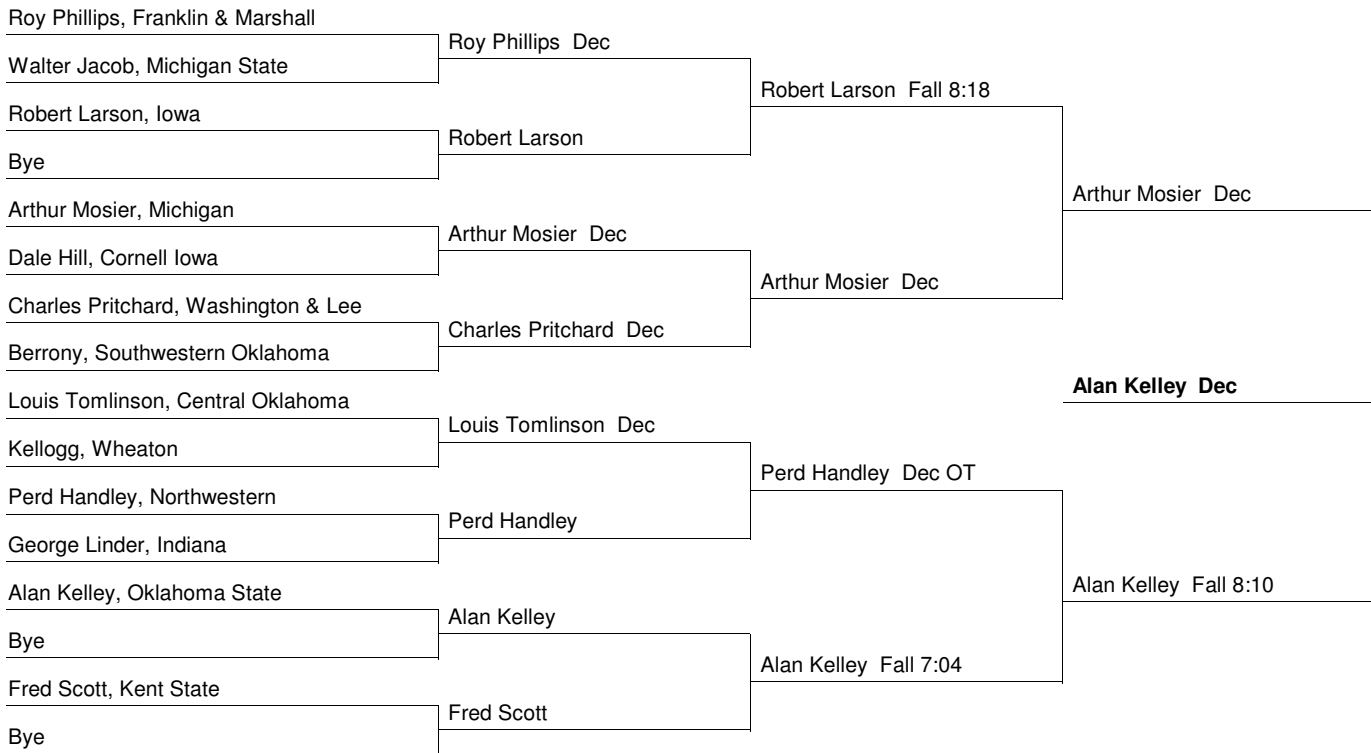 Roy Phillips, Franklin & Marshall
Walter Jacob, Michigan State
Robert Larson, Iowa
Bye
Arthur Mosier, Michigan
Dale Hill, Cornell Iowa
Charles Pritchard, Washington & Lee
Berrony, Southwestern Oklahoma
Louis Tomlinson, Central Oklahoma
Kellogg, Wheaton
Perd Handley, Northwestern
George Linder, Indiana
Alan Kelley, Oklahoma State
Bye
Fred Scott, Kent State
Bye
Roy Phillips Dec
Robert Larson
Arthur Mosier Dec
Charles Pritchard Dec
Louis Tomlinson Dec
Perd Handley
Alan Kelley
Fred Scott
Robert Larson Fall 8:18
Arthur Mosier Dec
Perd Handley Dec OT
Alan Kelley Fall 7:04
Arthur Mosier Dec
Alan Kelley Dec
Alan Kelley Fall 8:10